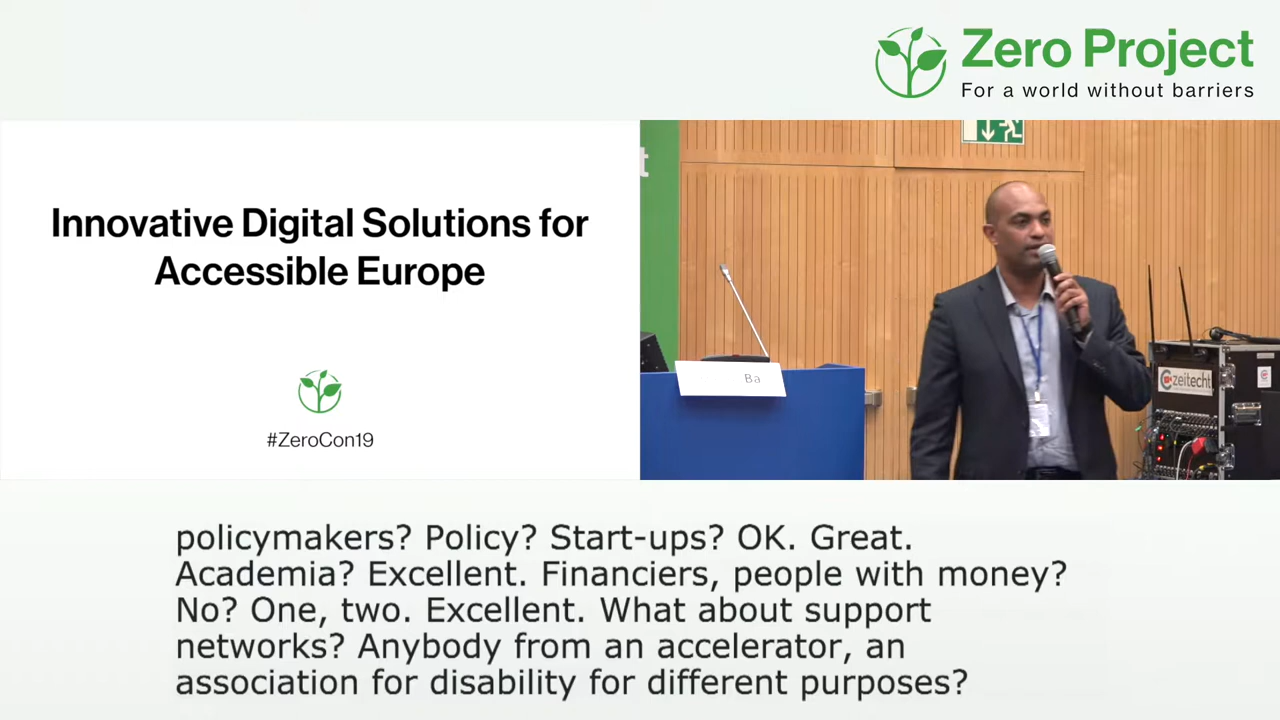 Zero Project
For a world without barriers
t
Innovative Digital Solutions for
Accessible Europe
#ZeroCon19
Ba
zeitecht
policymakers? Policy? Start-ups? OK. Great.
Academia? Excellent. Financiers, people with money?
No? One, two. Excellent. What about support
networks? Anybody from an accelerator, an
association for disability for different purposes?